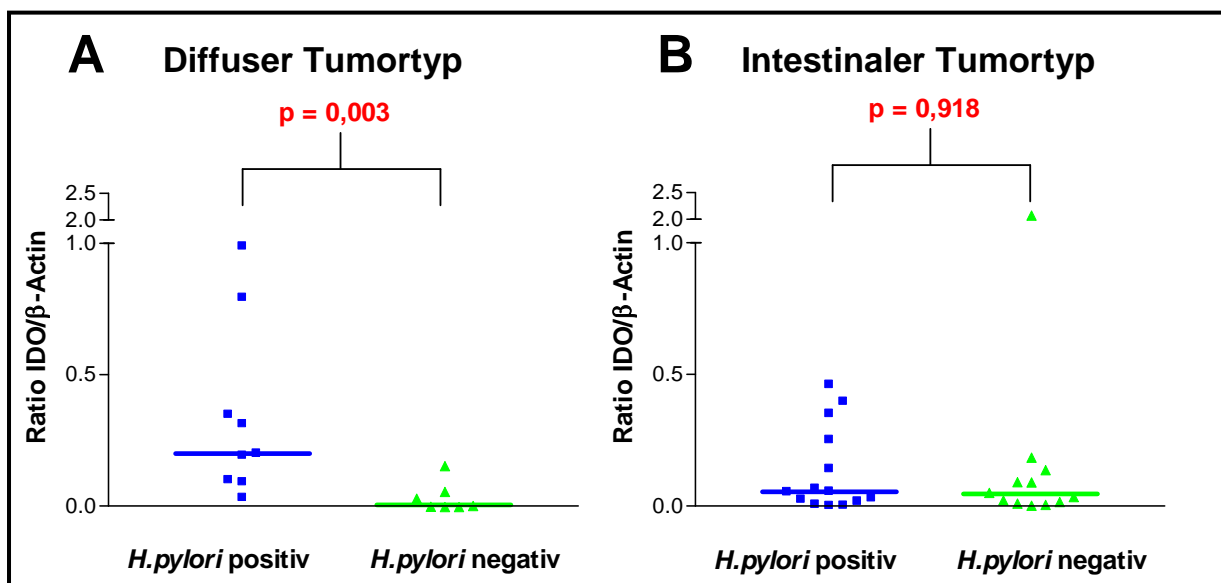 A Diffuser Tumortyp
p = 0,003
Ratio IDO/β-Actin
2.5
2.0
1.0
0.5
0.0
H.pylori positiv
H.pylori negativ
B Intestinaler Tumortyp
p = 0,918
Ratio IDO/β-Actin
2.5
2.0
1.0
0.5
0.0
H.pylori positiv
H.pylori negativ